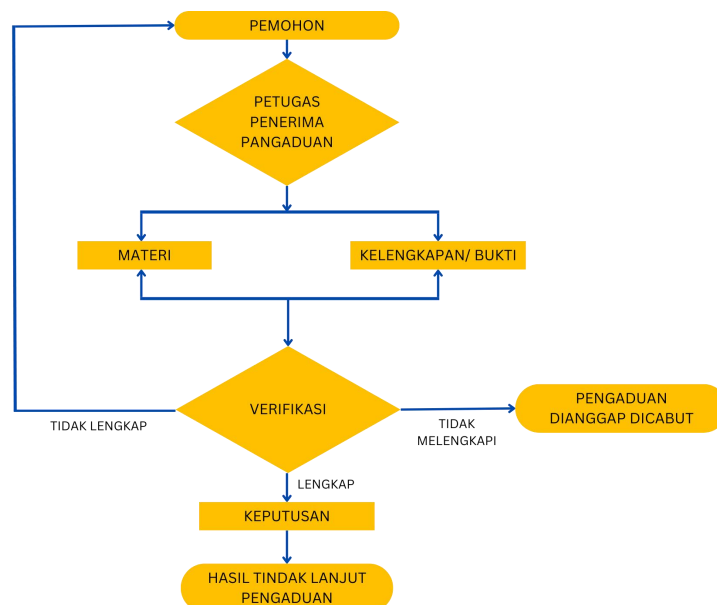 PEMOHON
PETUGAS
PENERIMA
PANGADUAN
MATERI
KELENGKAPAN/ BUKTI
VERIFIKASI
PENGADUAN
DIANGGAP DICABUT
TIDAK LENGKAP
TIDAK
MELENGKAPI
LENGKAP
KEPUTUSAN
HASIL TINDAK LANJUT
PENGADUAN